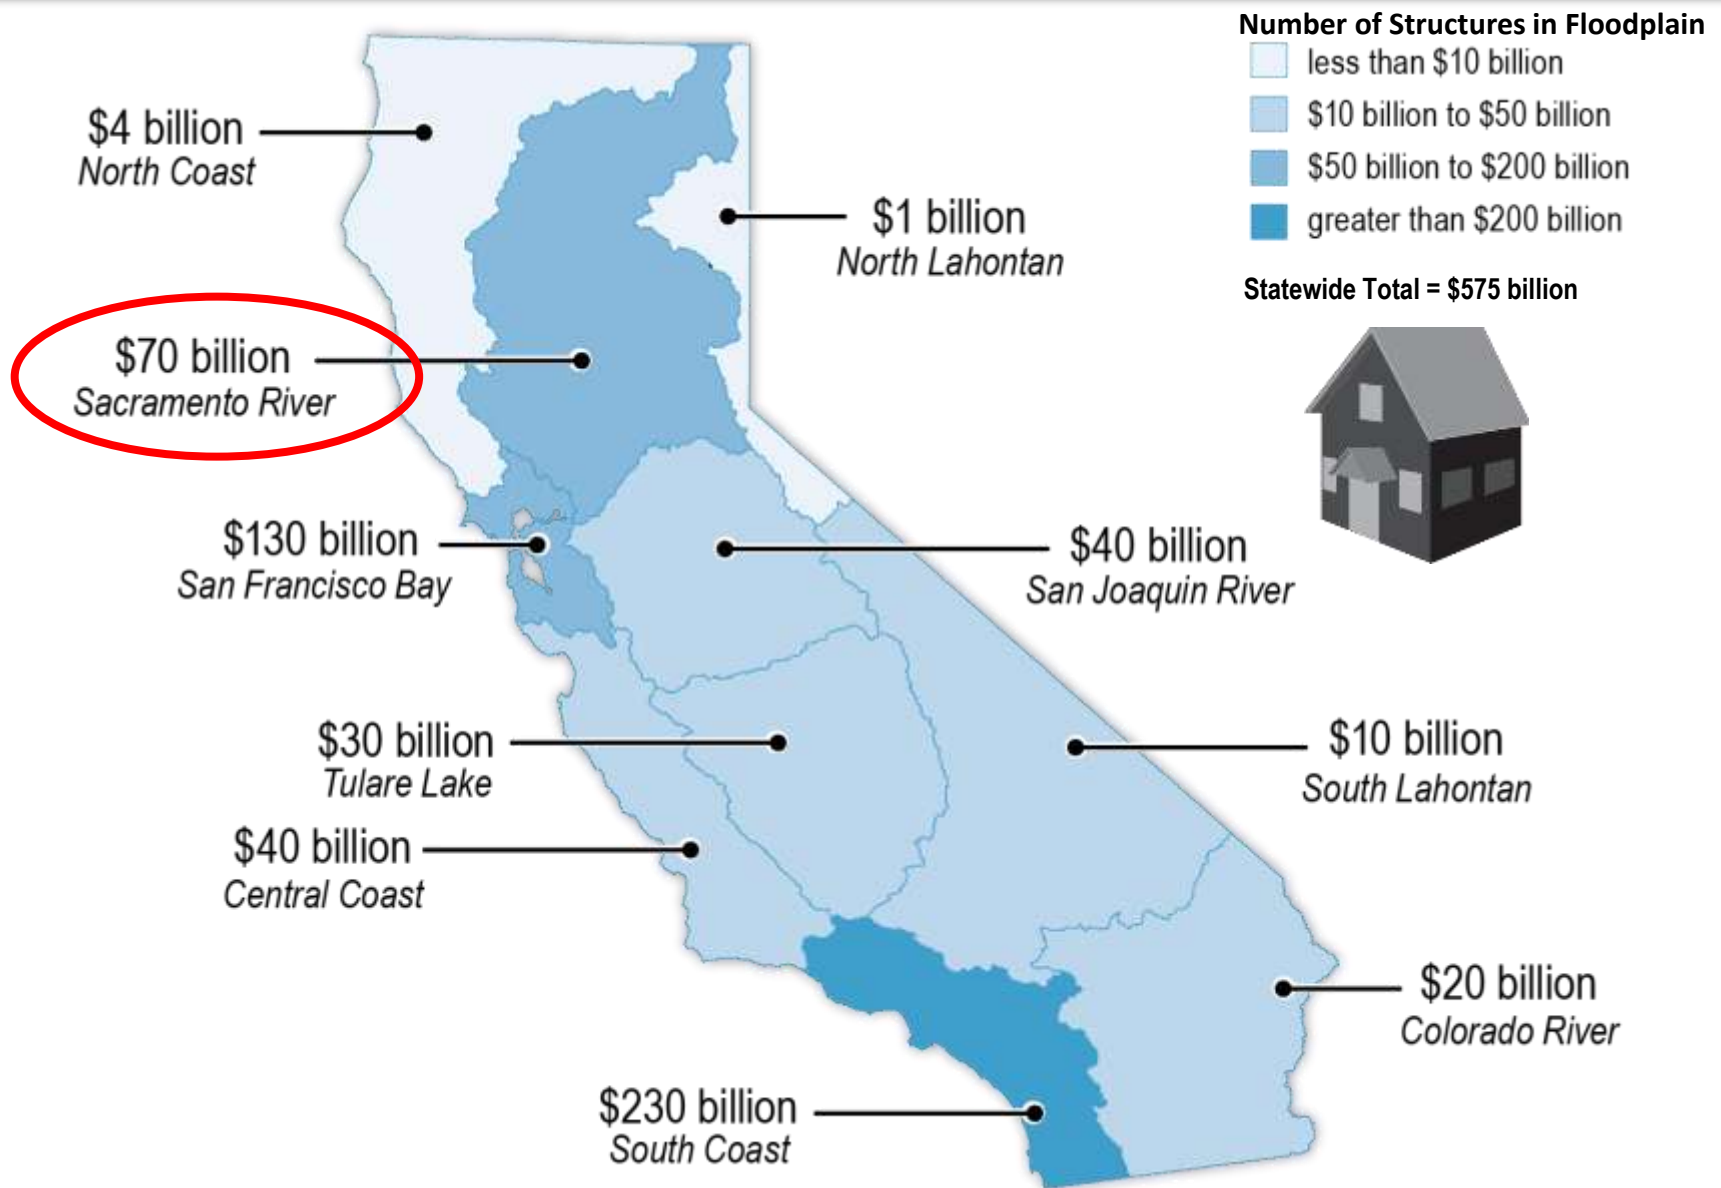 Number of Structures in Floodplain
less than $10 billion
$10 billion to $50 billion
$50 billion to $200 billion
greater than $200 billion
Statewide Total = $575 billion
$4 billion
North Coast
$1 billion
North Lahontan
$70 billion
Sacramento River
$130 billion
San Francisco Bay
$40 billion
San Joaquin River
$30 billion
Tulare Lake
$10 billion
South Lahontan
$40 billion
Central Coast
$20 billion
Colorado River
$230 billion
South Coast